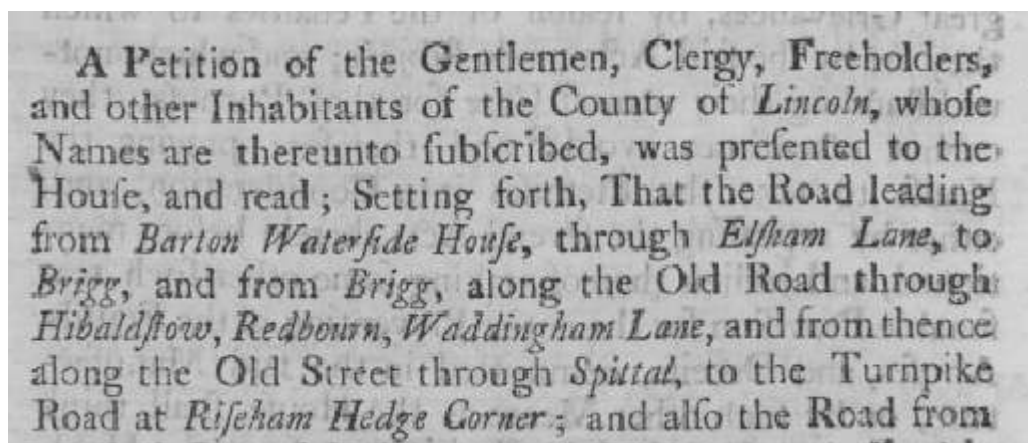 A Petition of the Gentlemen, Clergy, Freeholders,
and other Inhabitants of the County of Lincoln, whoſe
Names are thereunto ſubſcribed, was preſented to the
Houſe, and read; Setting forth, That the Road leading
from Barton Waterſide Houſe, through Elſham Lane, to
Brigg, and from Brigg, along the Old Road through
Hibaldſtow, Redbourn, Waddingham Lane, and from thence
along the Old Street through Spittal, to the Turnpike
Road at Riſeham Hedge Corner; and alſo the Road from